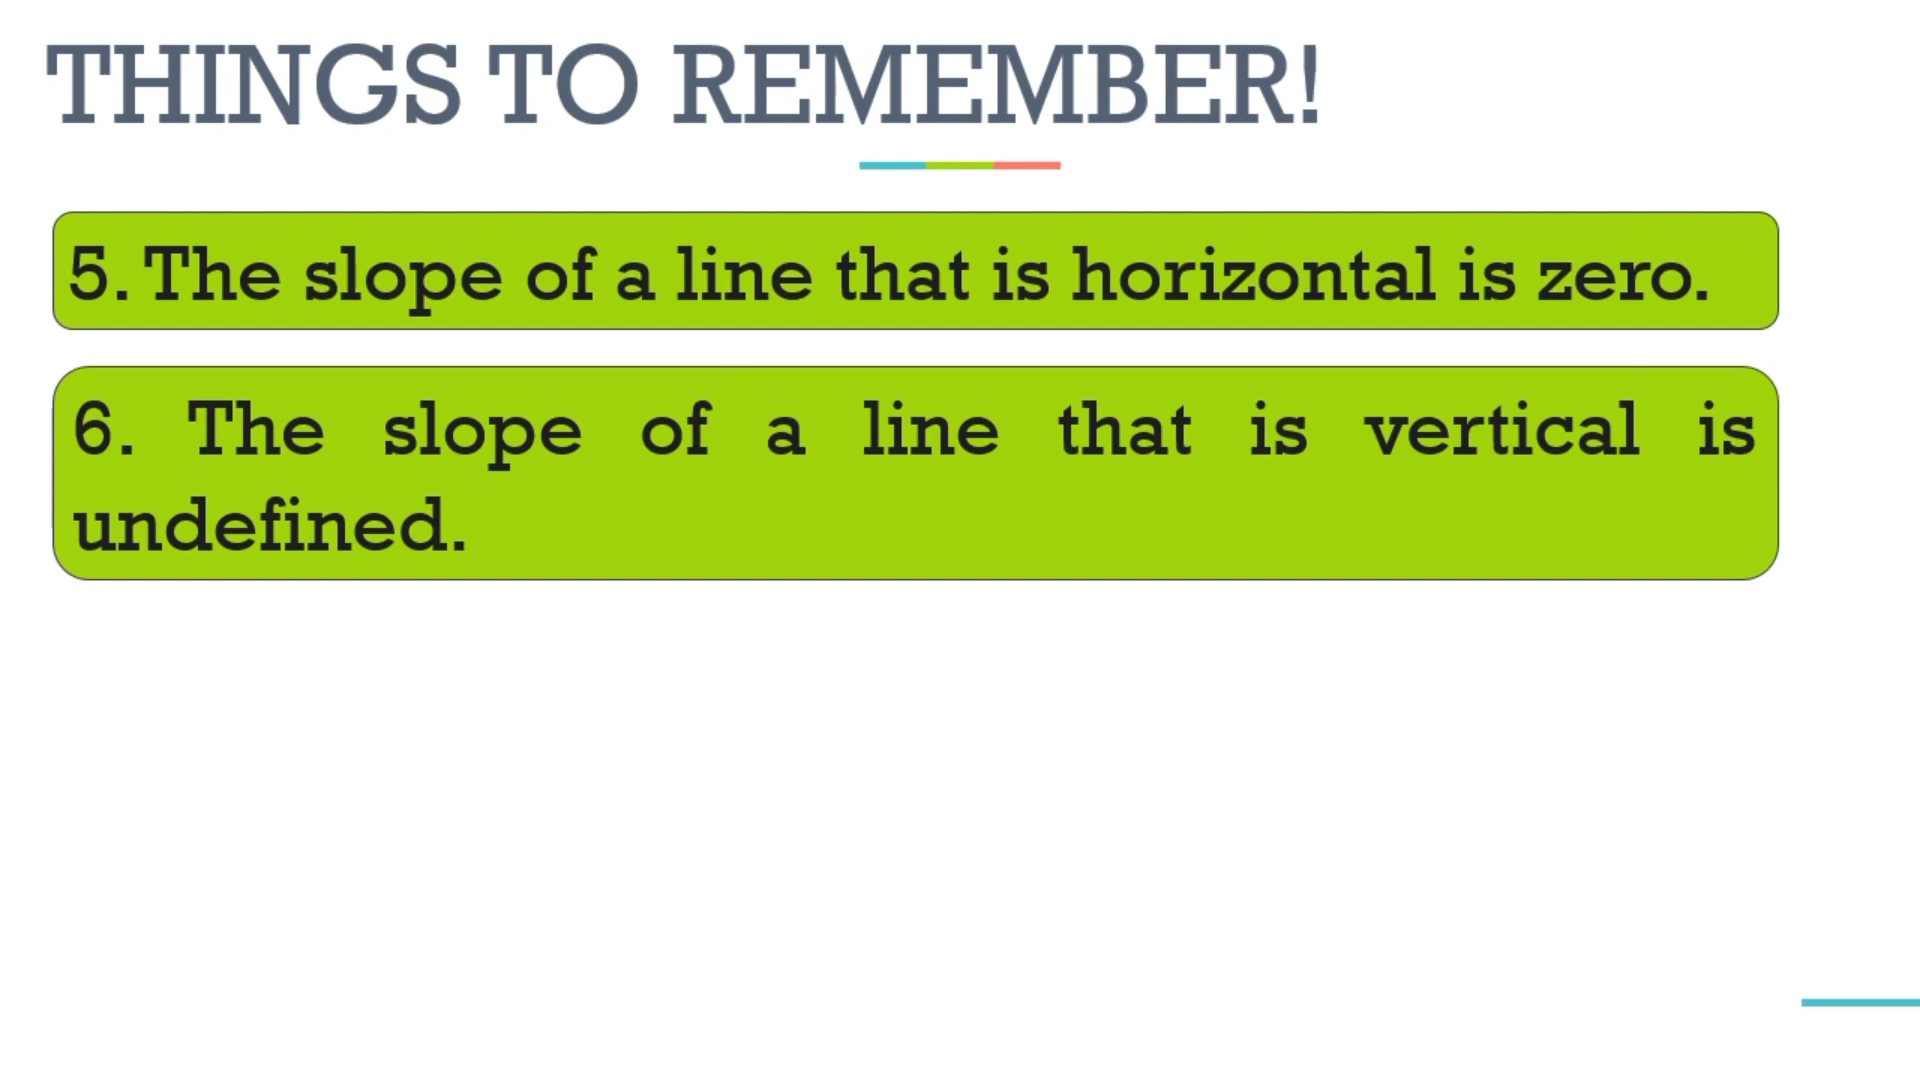 THINGS TO REMEMBER!
5. The slope of a line that is horizontal is zero.
6. The slope of a line that is vertical is
undefined.